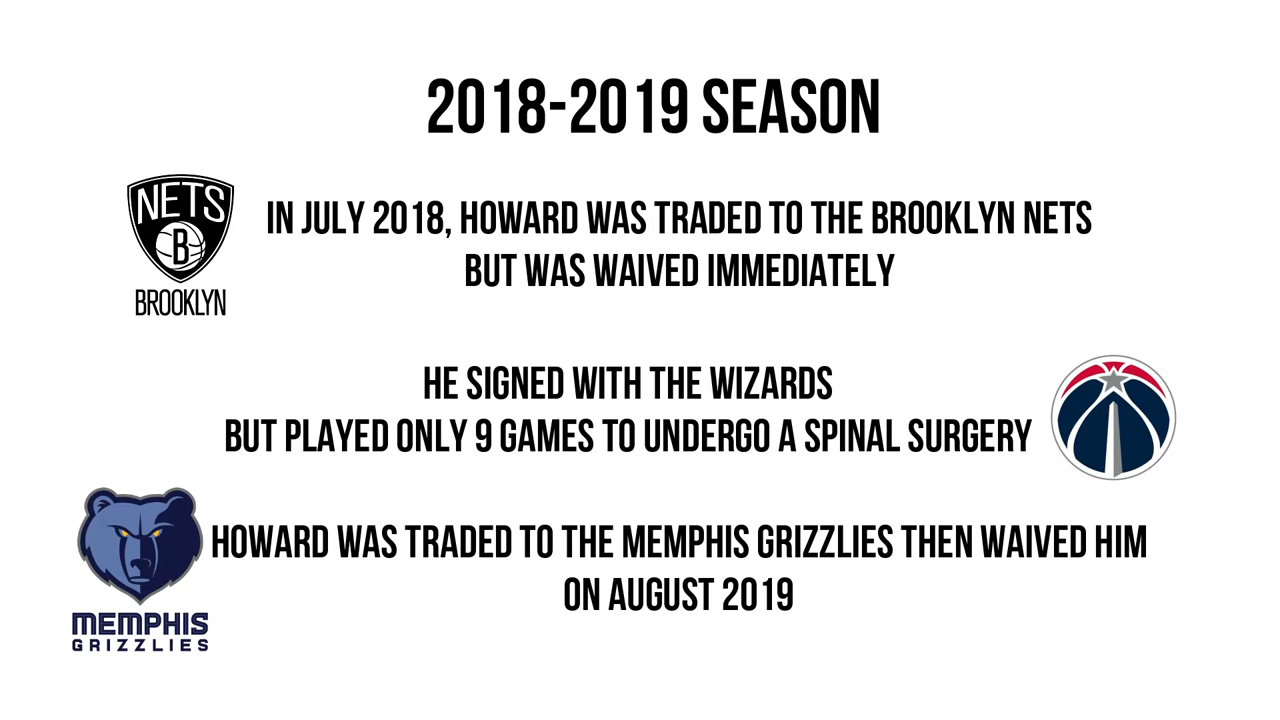 2018-2019 SEASON
NETS
B
BROOKLYN
IN JULY 2018, HOWARD WAS TRADED TO THE BROOKLYN NETS
BUT WAS WAIVED IMMEDIATELY
HE SIGNED WITH THE WIZARDS
BUT PLAYED ONLY 9 GAMES TO UNDERGO A SPINAL SURGERY
HOWARD WAS TRADED TO THE MEMPHIS GRIZZLIES THEN WAIVED HIM
ON AUGUST 2019
MEMPHIS
GRIZZLIES